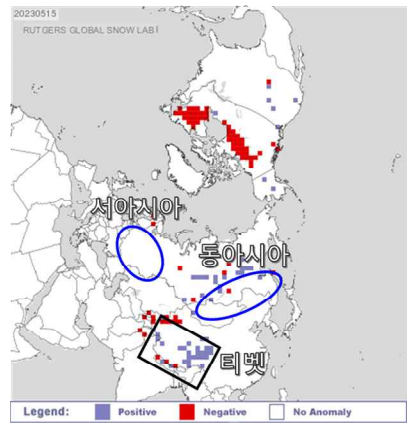 20230515
RUTGERS GLOBAL SNOW LAB
서아시아
동아시아
티벳
Legend: Positive Negative No Anomaly